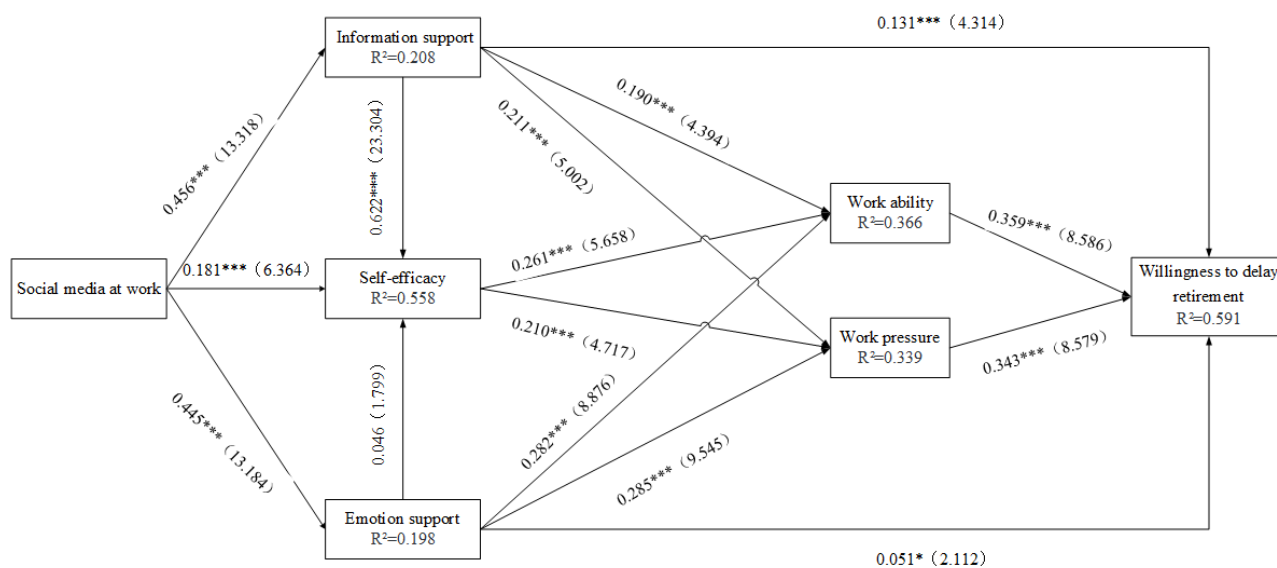 Information support
R²=0.208
0.131*** (4.314)
0.190*** (4.394)
0.211*** (5.002)
0.456*** (13.318)
0.622*** (23.304)
Work ability
R²=0.366
0.359*** (8.586)
0.261*** (5.658)
Social media at work
0.181*** (6.364)
Self-efficacy
R²=0.558
Willingness to delay
retirement
R²=0.591
0.210*** (4.717)
Work pressure
R²=0.339
0.343*** (8.579)
0.445*** (13.184)
0.046 (1.799)
0.282*** (8.876)
0.285*** (9.545)
Emotion support
R²=0.198
0.051* (2.112)